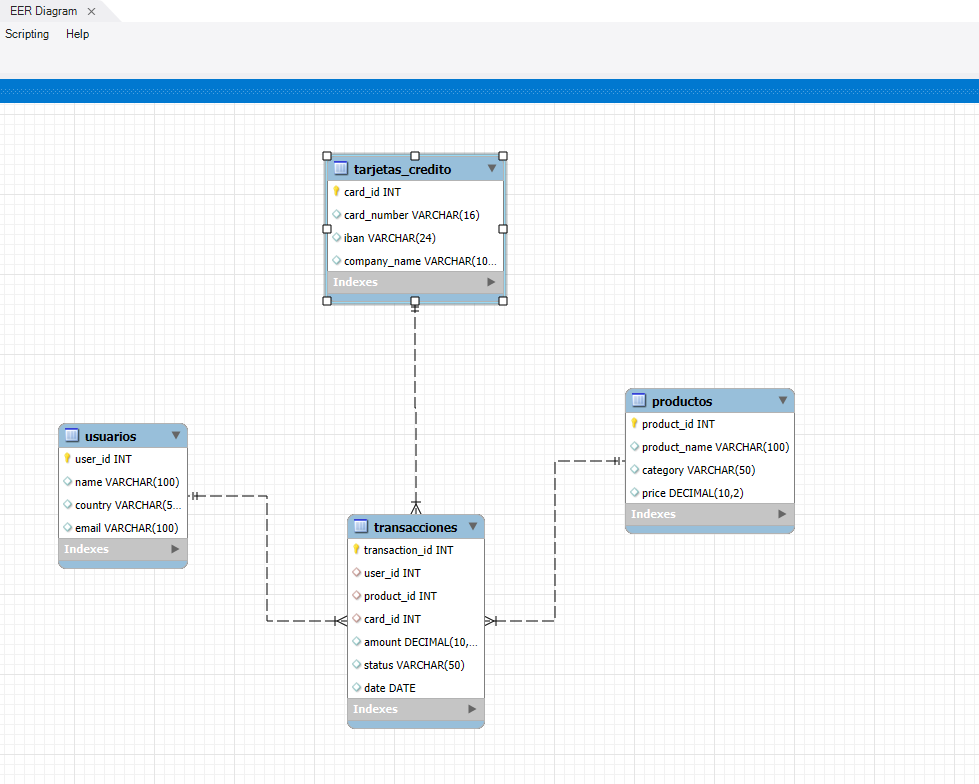 EER Diagram
Scripting Help
tarjetas_credito
card_id INT
card_number VARCHAR(16)
iban VARCHAR(24)
company_name VARCHAR(10...
Indexes
productos
product_id INT
product_name VARCHAR(100)
category VARCHAR(50)
price DECIMAL(10,2)
Indexes
usuarios
user_id INT
name VARCHAR(100)
country VARCHAR(5...
email VARCHAR(100)
Indexes
transacciones
transaction_id INT
user_id INT
product_id INT
card_id INT
amount DECIMAL(10,...
status VARCHAR(50)
date DATE
Indexes